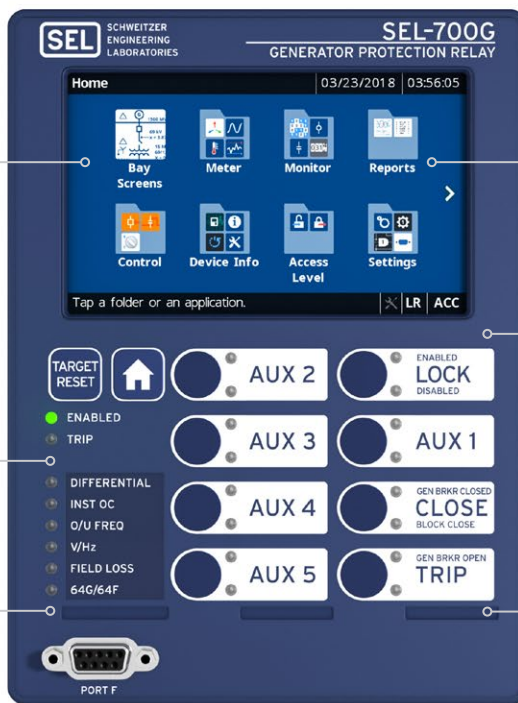 SEL
SCHWEITZER
ENGINEERING
LABORATORIES
SEL-700G
GENERATOR PROTECTION RELAY
Home 03/23/2018 03:56:05
Bay
Screens
Meter
Monitor
Reports
Control
Device Info
Access
Level
Settings
Tap a folder or an application. LR ACC
TARGET
RESET
ENABLED
TRIP
DIFFERENTIAL
INST OC
O/U FREQ
V/Hz
FIELD LOSS
64G/64F
AUX 2
ENABLED
LOCK
DISABLED
AUX 3
AUX 1
AUX 4
GEN BRKR CLOSED
CLOSE
BLOCK CLOSE
AUX 5
GEN BRKR OPEN
TRIP
PORT F